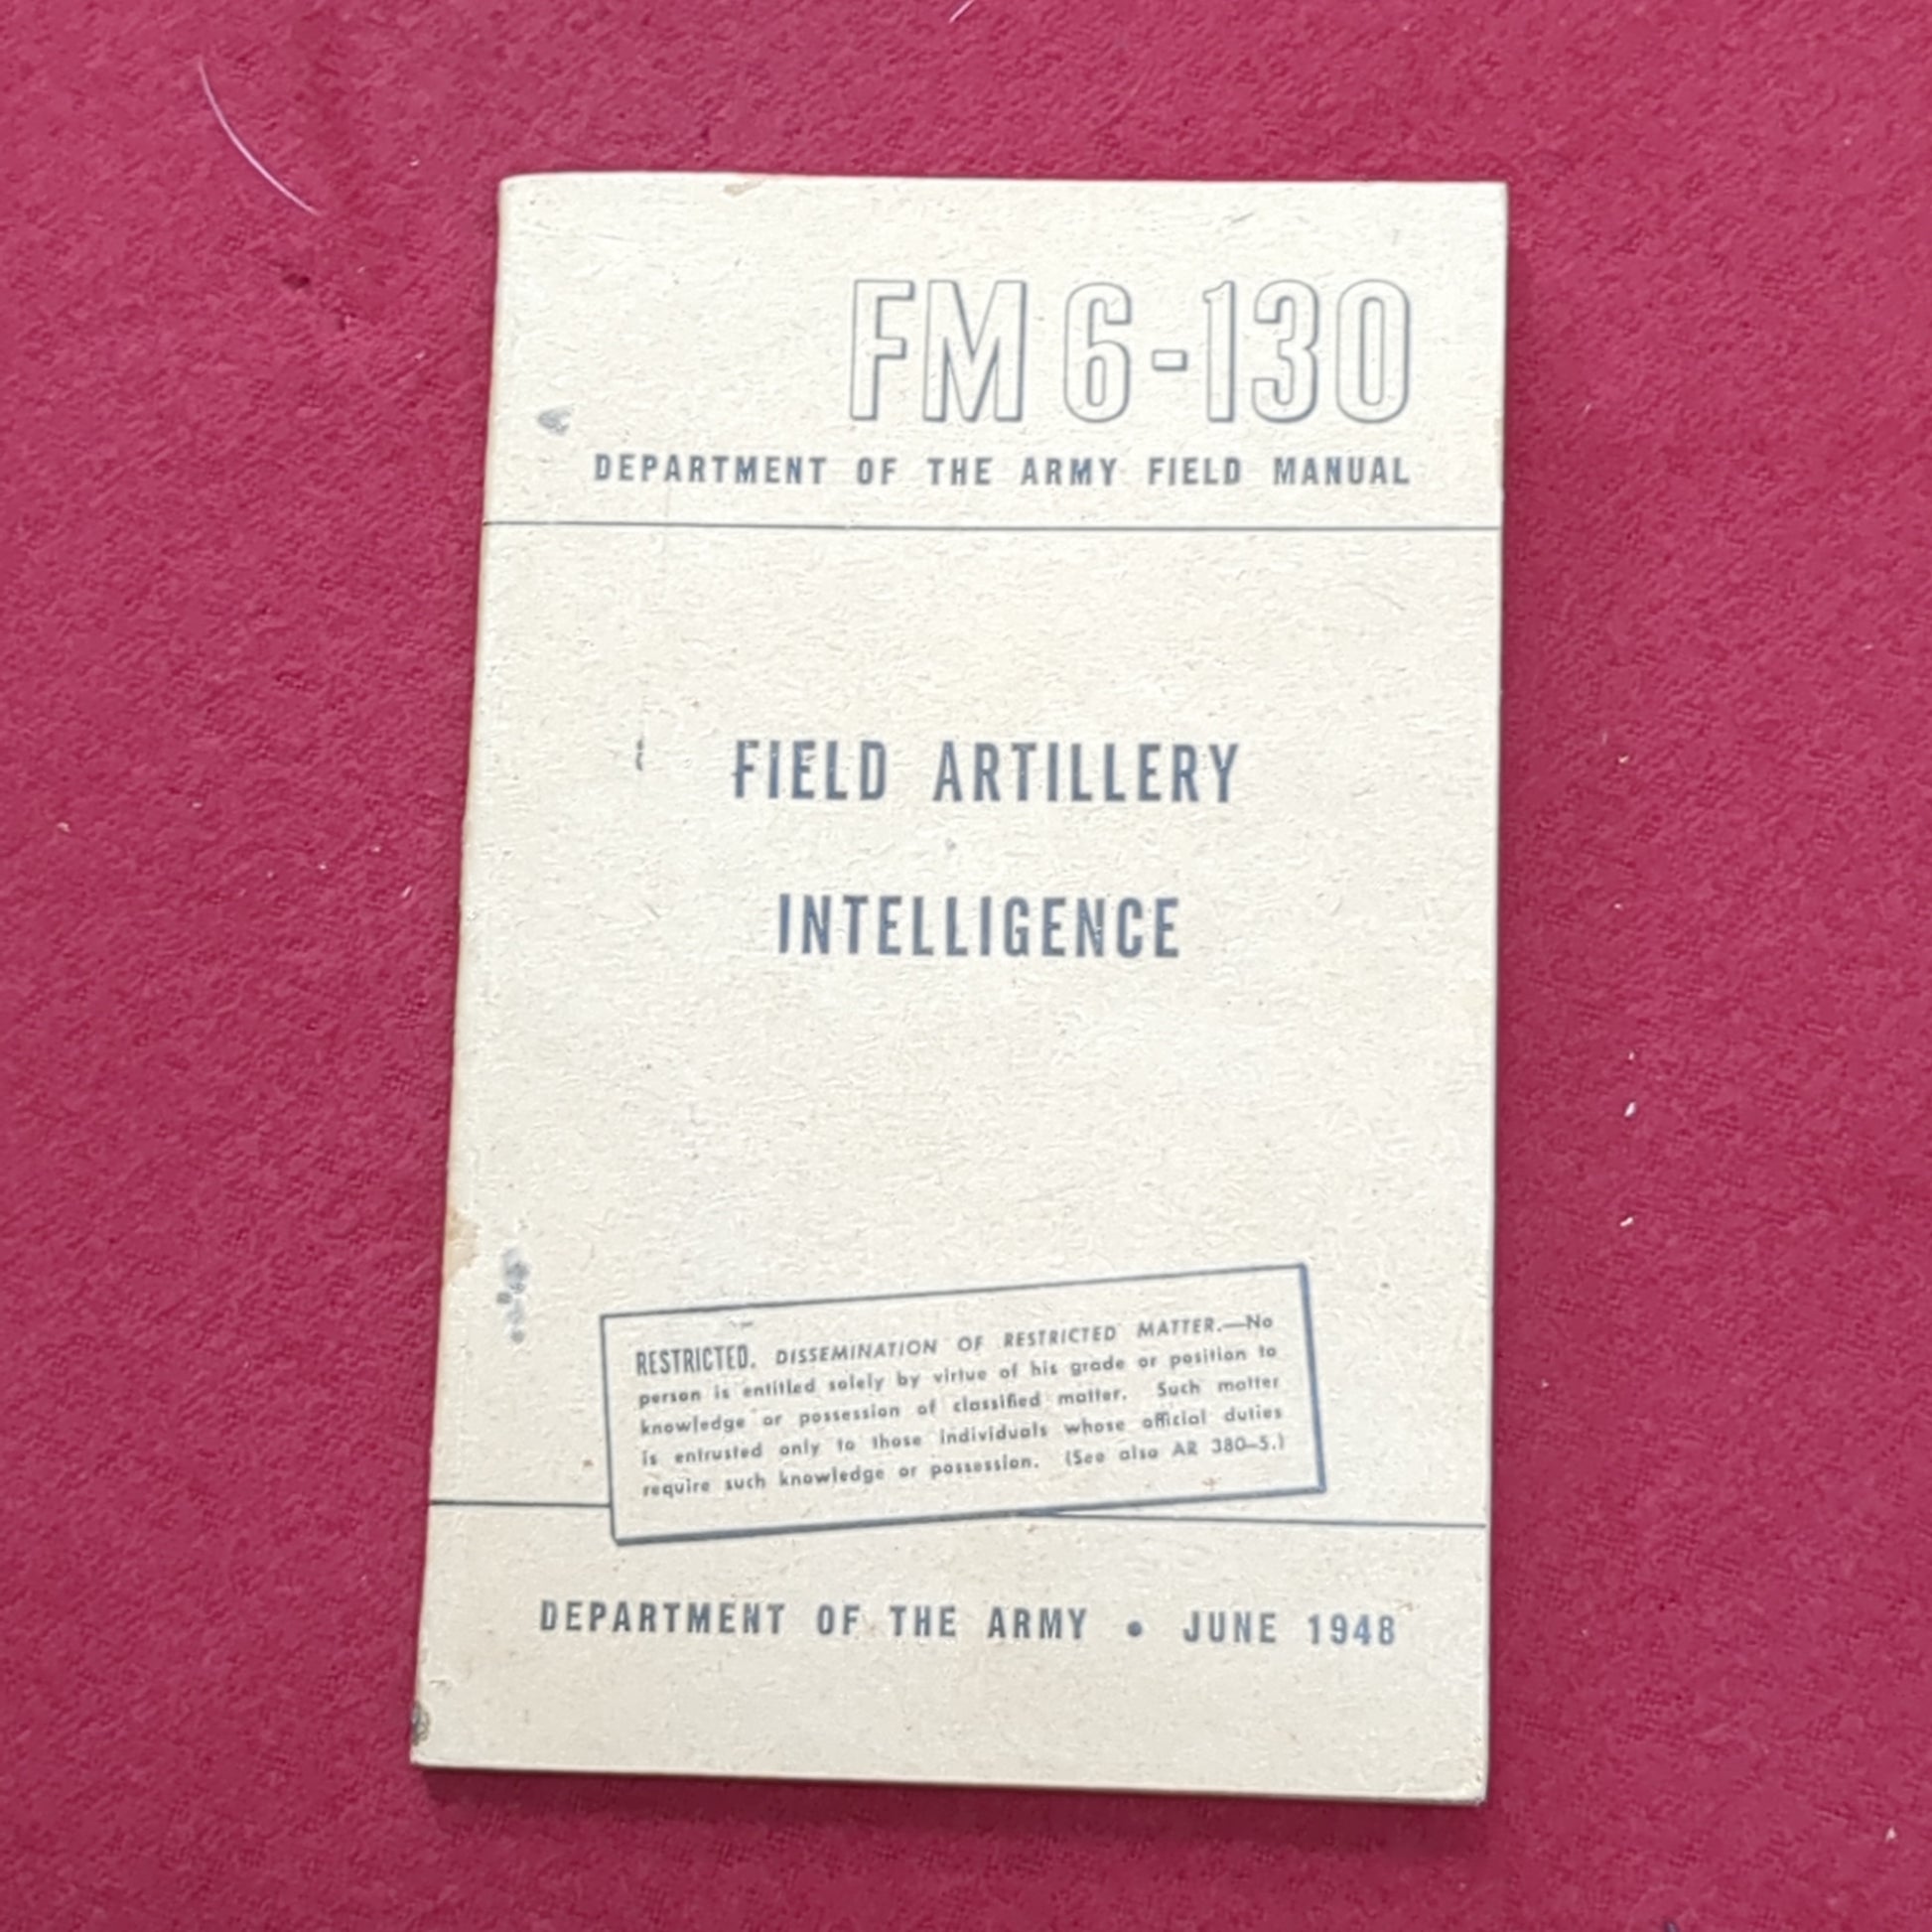 FM 6-130
DEPARTMENT OF THE ARMY FIELD MANUAL
FIELD ARTILLERY
INTELLIGENCE
RESTRICTED. DISSEMINATION OF RESTRICTED MATTER.—No
person is entitled solely by virtue of his grade or position to
knowledge or possession of classified matter. Such matter
is entrusted only to those individuals whose official duties
require such knowledge or possession. (See also AR 380–5.)
DEPARTMENT OF THE ARMY • JUNE 1948